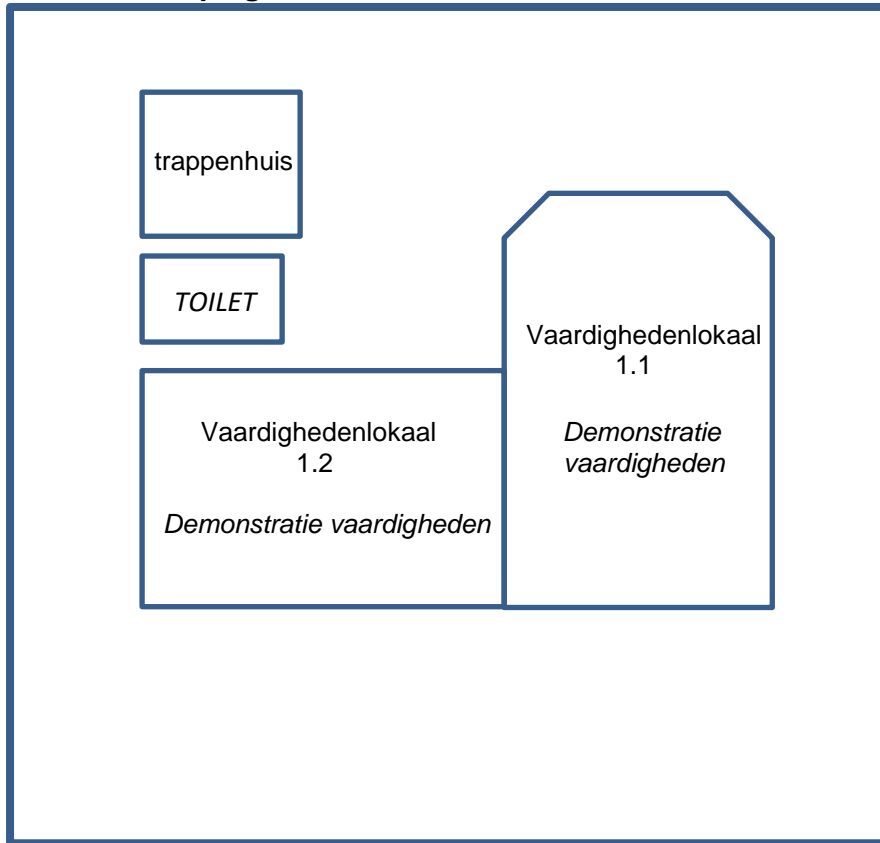 trappenhuis
TOILET
Vaardighedenlokaal
1.1
Demonstratie
vaardigheden
Vaardighedenlokaal
1.2
Demonstratie vaardigheden